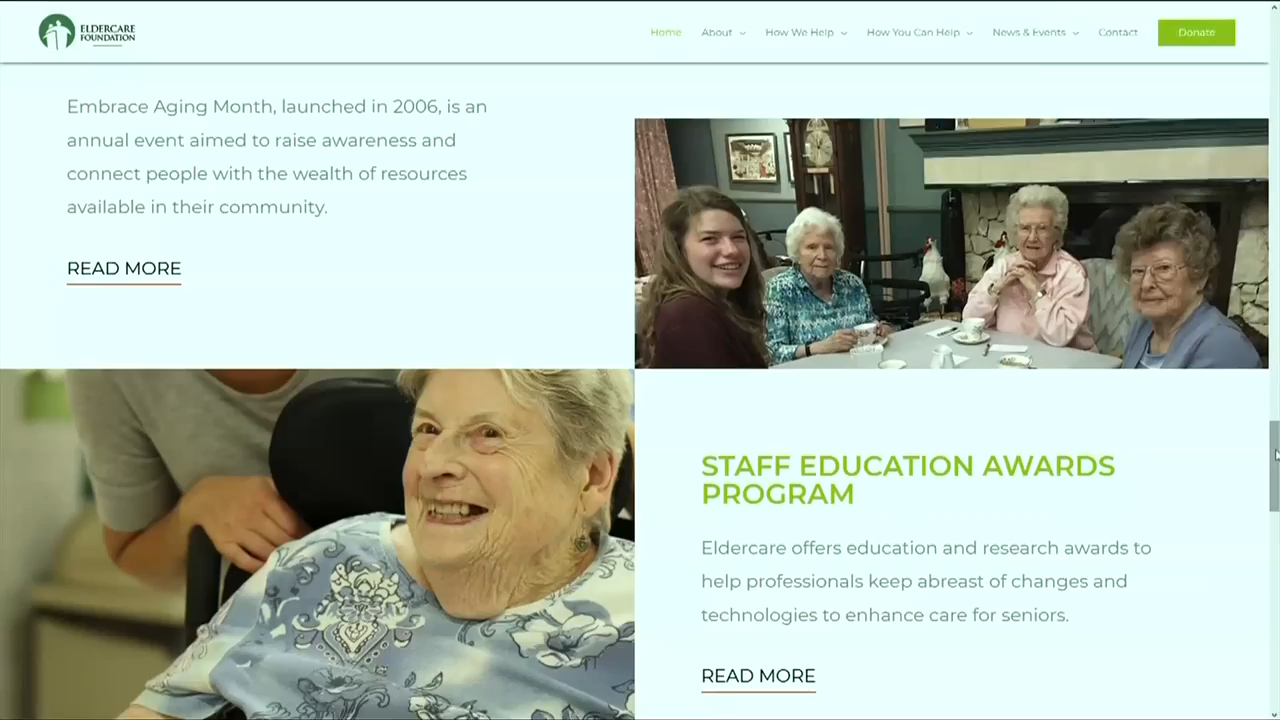 ELDERCARE
FOUNDATION
Home About How We Help How You Can Help News & Events Contact Donate
Embrace Aging Month, launched in 2006, is an
annual event aimed to raise awareness and
connect people with the wealth of resources
available in their community.
READ MORE
STAFF EDUCATION AWARDS
PROGRAM
Eldercare offers education and research awards to
help professionals keep abreast of changes and
technologies to enhance care for seniors.
READ MORE